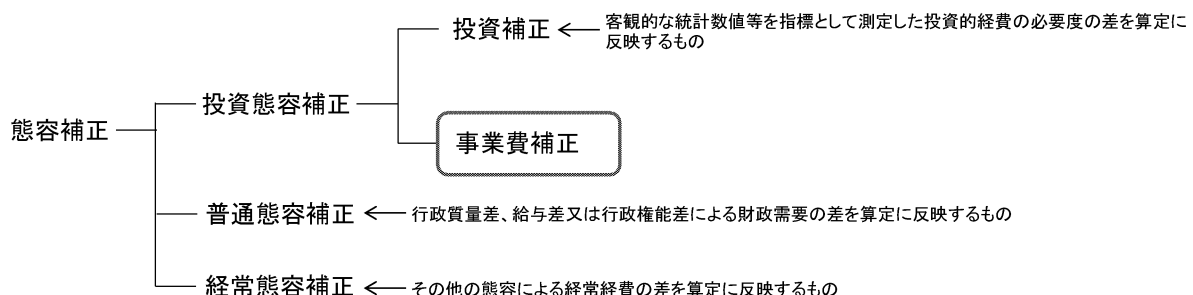 投資補正
客観的な統計数値等を指標として測定した投資的経費の必要度の差を算定に
反映するもの
投資態容補正
態容補正
事業費補正
普通態容補正
行政質量差、給与差又は行政権能差による財政需要の差を算定に反映するもの
経常態容補正
その他の態容による経常経費の差を算定に反映するもの